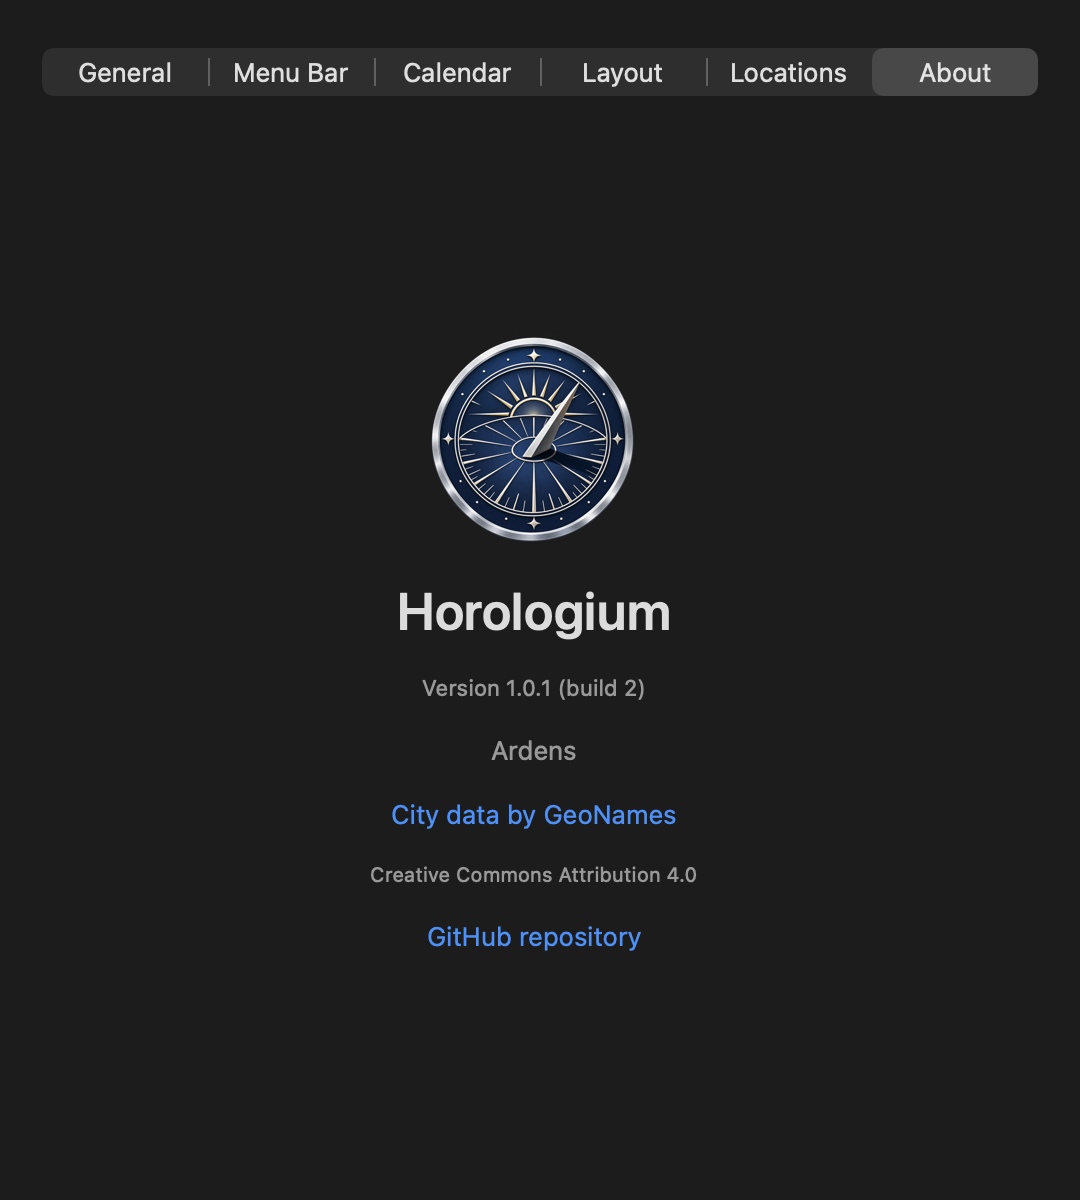 General
Menu Bar
Calendar
Layout
Locations
About
Horologium
Version 1.0.1 (build 2)
Ardens
City data by GeoNames
Creative Commons Attribution 4.0
GitHub repository